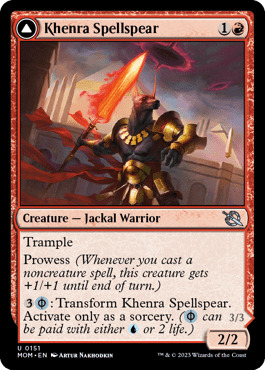 Khenra Spellspear 1
Creature — Jackal Warrior
Trample
Prowess (Whenever you cast a
noncreature spell, this creature gets
+1/+1 until end of turn.)
3 : Transform Khenra Spellspear.
Activate only as a sorcery. ( can
be paid with either or 2 life.) 3/3
2/2
U 0151
MOM • EN Artur Nakhodkin
™ & © 2023 Wizards of the Coast